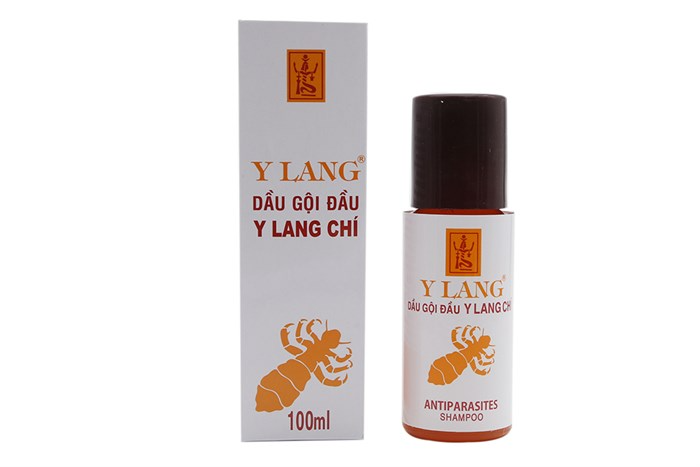 Y LANG®
DẦU GỘI ĐẦU
Y LANG CHÍ
100ml
Y LANG®
DẦU GỘI ĐẦU Y LANG CHÍ
ANTIPARASITES
SHAMPOO